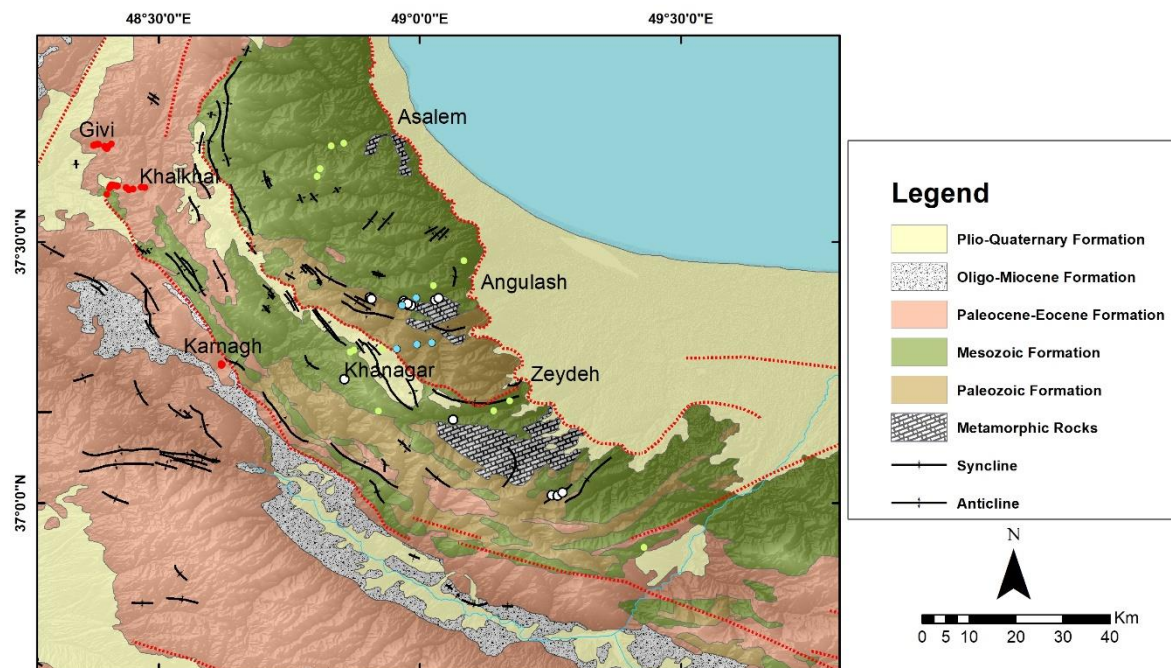 48°30'0"E 49°0'0"E 49°30'0"E
Asalem
Givi
Khalkhal
37°30'0"N
Angulash
Karnagh
Khanagar
Zeydeh
37°0'0"N
Legend
Plio-Quaternary Formation
Oligo-Miocene Formation
Paleocene-Eocene Formation
Mesozoic Formation
Paleozoic Formation
Metamorphic Rocks
Syncline
Anticline
N
Km
0 5 10 20 30 40